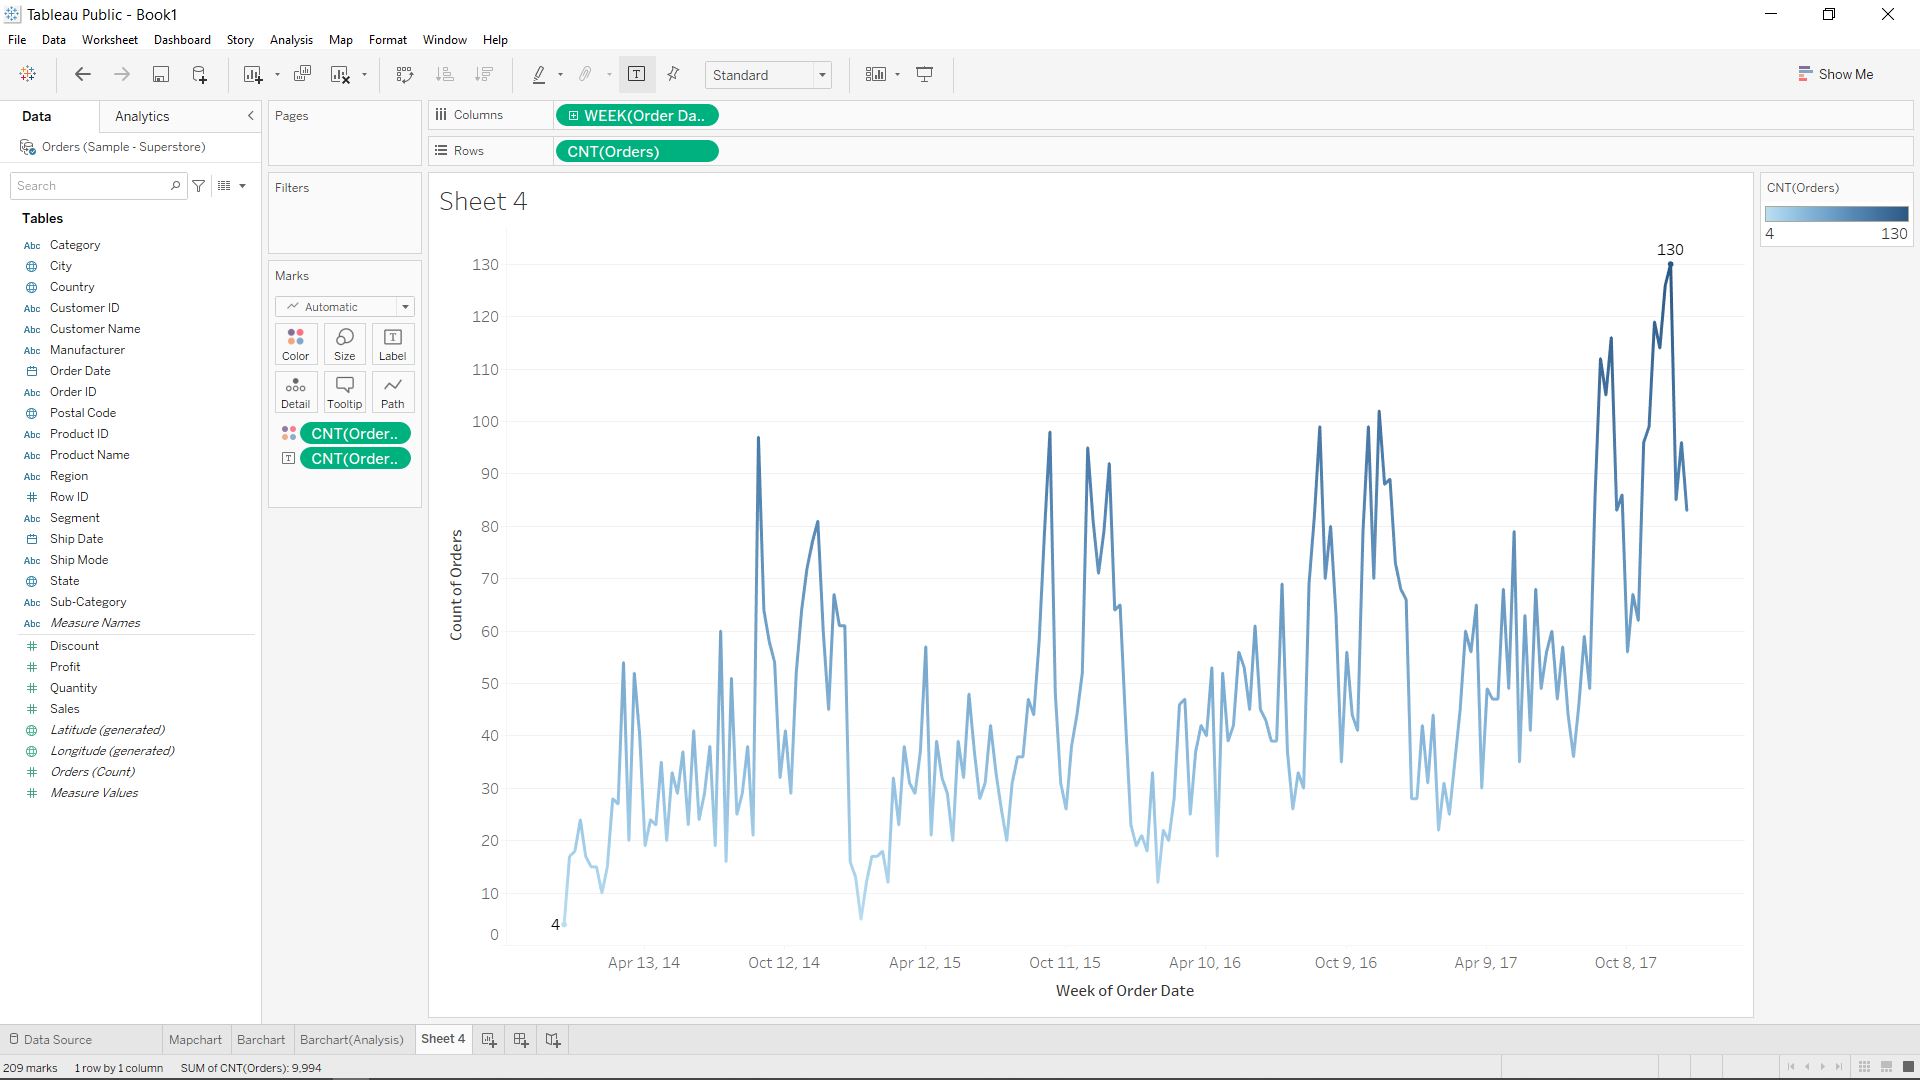 Tableau Public - Book1
File Data Worksheet Dashboard Story Analysis Map Format Window Help
Standard
Show Me
Data Analytics
Orders (Sample - Superstore)
Search
Tables
Abc Category
City
Country
Abc Customer ID
Abc Customer Name
Abc Manufacturer
Order Date
Abc Order ID
Postal Code
Abc Product ID
Abc Product Name
Abc Region
# Row ID
Abc Segment
Ship Date
Abc Ship Mode
State
Abc Sub-Category
Abc Measure Names
# Discount
# Profit
# Quantity
# Sales
Latitude (generated)
Longitude (generated)
# Orders (Count)
# Measure Values
Pages
Filters
Marks
Automatic
Color Size Label
Detail Tooltip Path
CNT(Order..
T CNT(Order..
Columns WEEK(Order Da..
Rows CNT(Orders)
Sheet 4
130
130
120
110
100
90
80
70
60
50
40
30
20
10
0
4
Count of Orders
Apr 13, 14 Oct 12, 14 Apr 12, 15 Oct 11, 15 Apr 10, 16 Oct 9, 16 Apr 9, 17 Oct 8, 17
Week of Order Date
CNT(Orders)
4 130
Data Source Mapchart Barchart Barchart(Analysis) Sheet 4
209 marks 1 row by 1 column SUM of CNT(Orders): 9,994